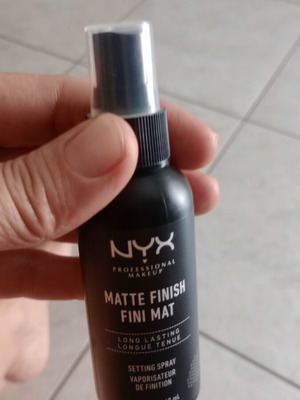 NYX
PROFESSIONAL
MAKEUP
MATTE FINISH
FINI MAT
LONG LASTING
LONGUE TENUE
SETTING SPRAY
VAPORISATEUR
DE FINITION